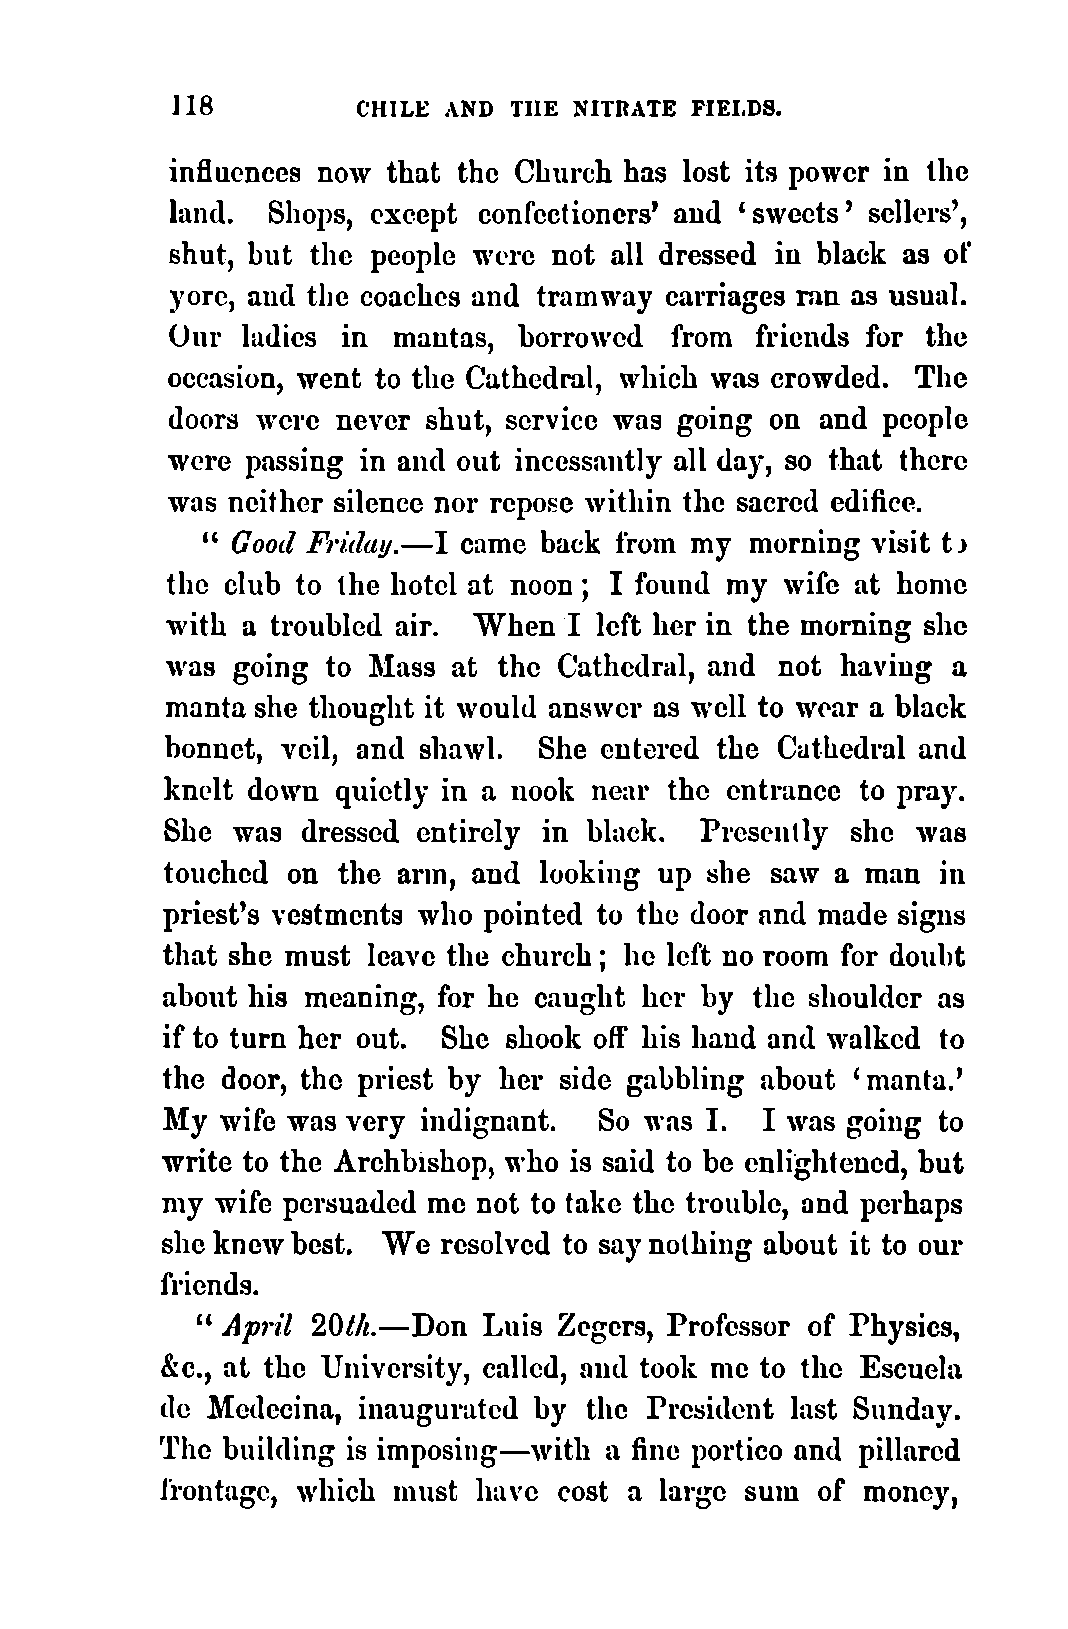 118 CHILE AND THE NITRATE FIELDS.
influences now that the Church has lost its power in the
land. Shops, except confectioners' and ‘sweets’ sellers',
shut, but the people were not all dressed in black as of
yore, and the coaches and tramway carriages ran as usual.
Our ladies in mantas, borrowed from friends for the
occasion, went to the Cathedral, which was crowded. The
doors were never shut, service was going on and people
were passing in and out incessantly all day, so that there
was neither silence nor repose within the sacred edifice.
“ Good Friday.—I came back from my morning visit to
the club to the hotel at noon; I found my wife at home
with a troubled air. When I left her in the morning she
was going to Mass at the Cathedral, and not having a
manta she thought it would answer as well to wear a black
bonnet, veil, and shawl. She entered the Cathedral and
knelt down quietly in a nook near the entrance to pray.
She was dressed entirely in black. Presently she was
touched on the arm, and looking up she saw a man in
priest's vestments who pointed to the door and made signs
that she must leave the church; he left no room for doubt
about his meaning, for he caught her by the shoulder as
if to turn her out. She shook off his hand and walked to
the door, the priest by her side gabbling about ‘manta.’
My wife was very indignant. So was I. I was going to
write to the Archbishop, who is said to be enlightened, but
my wife persuaded me not to take the trouble, and perhaps
she knew best. We resolved to say nothing about it to our
friends.
“ April 20th.—Don Luis Zegers, Professor of Physics,
&c., at the University, called, and took me to the Escuela
de Medecina, inaugurated by the President last Sunday.
The building is imposing—with a fine portico and pillared
frontage, which must have cost a large sum of money,